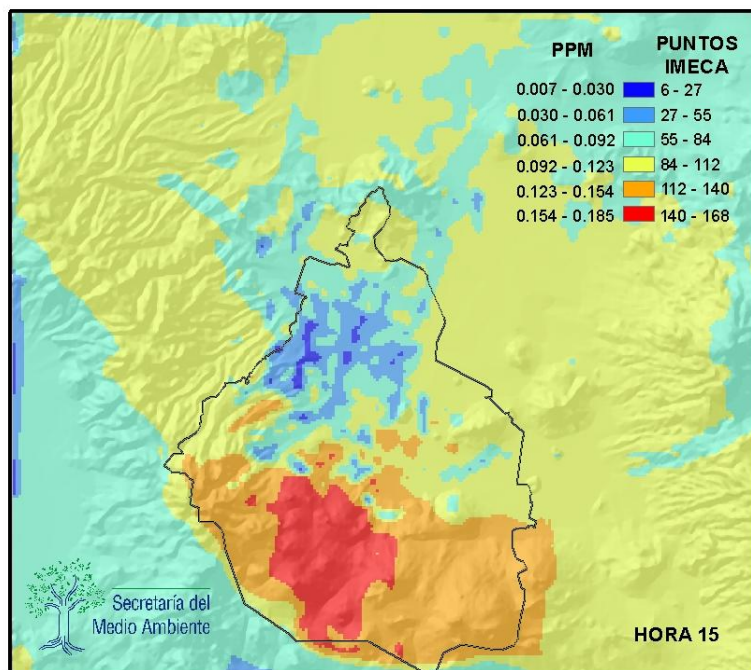 PPM PUNTOS IMECA
0.007 - 0.030 6 - 27
0.030 - 0.061 27 - 55
0.061 - 0.092 55 - 84
0.092 - 0.123 84 - 112
0.123 - 0.154 112 - 140
0.154 - 0.185 140 - 168
Secretaría del
Medio Ambiente
HORA 15